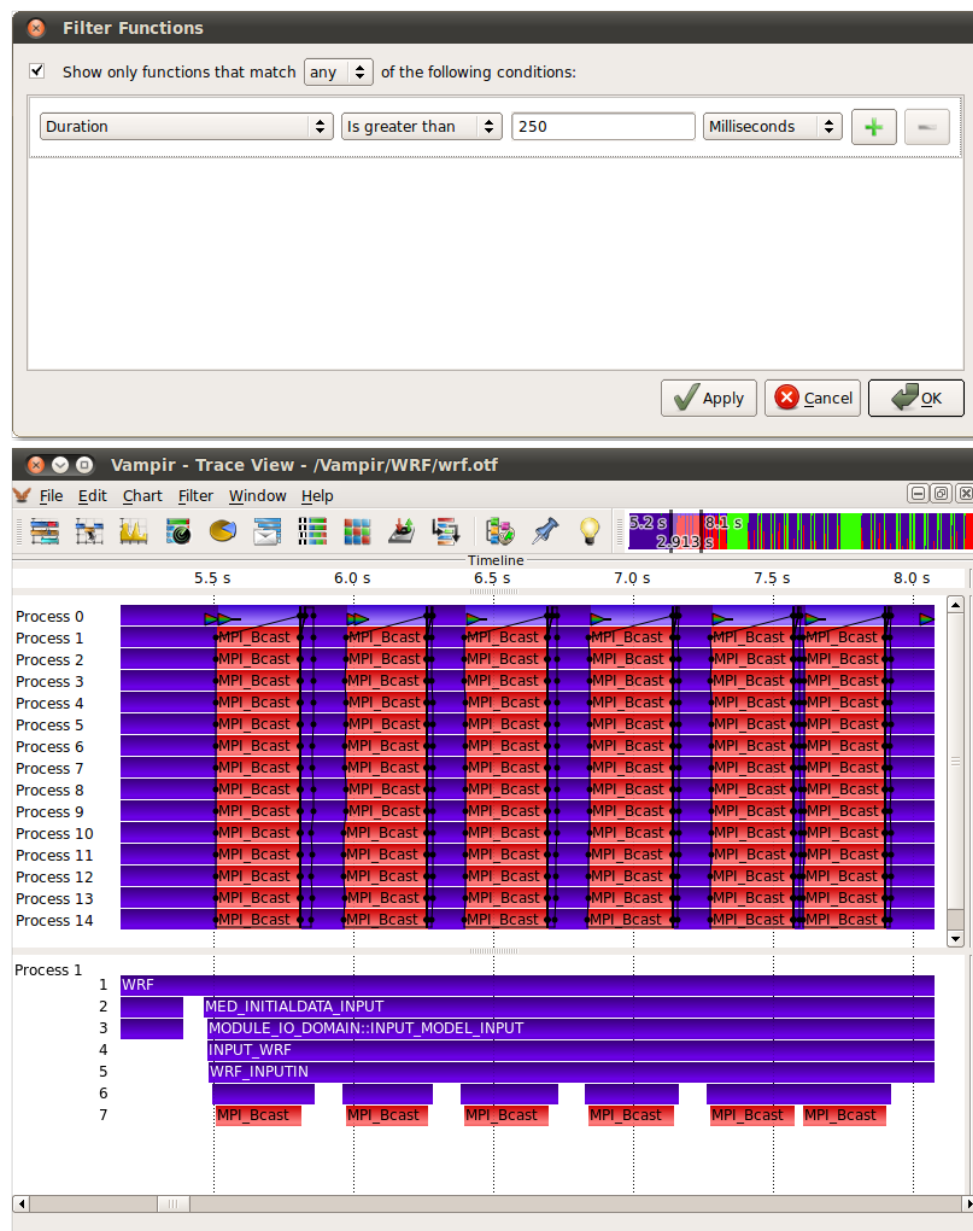 Filter Functions
Show only functions that match any of the following conditions:
Duration Is greater than 250 Milliseconds
Apply Cancel OK
Vampir - Trace View - /Vampir/WRF/wrf.otf
File Edit Chart Filter Window Help
5.2 s 8.1 s
2.913 s
Timeline
5.5 s 6.0 s 6.5 s 7.0 s 7.5 s 8.0 s
Process 0
Process 1 MPI_Bcast MPI_Bcast MPI_Bcast MPI_Bcast MPI_Bcast MPI_Bcast
Process 2 MPI_Bcast MPI_Bcast MPI_Bcast MPI_Bcast MPI_Bcast MPI_Bcast
Process 3 MPI_Bcast MPI_Bcast MPI_Bcast MPI_Bcast MPI_Bcast MPI_Bcast
Process 4 MPI_Bcast MPI_Bcast MPI_Bcast MPI_Bcast MPI_Bcast MPI_Bcast
Process 5 MPI_Bcast MPI_Bcast MPI_Bcast MPI_Bcast MPI_Bcast MPI_Bcast
Process 6 MPI_Bcast MPI_Bcast MPI_Bcast MPI_Bcast MPI_Bcast MPI_Bcast
Process 7 MPI_Bcast MPI_Bcast MPI_Bcast MPI_Bcast MPI_Bcast MPI_Bcast
Process 8 MPI_Bcast MPI_Bcast MPI_Bcast MPI_Bcast MPI_Bcast MPI_Bcast
Process 9 MPI_Bcast MPI_Bcast MPI_Bcast MPI_Bcast MPI_Bcast MPI_Bcast
Process 10 MPI_Bcast MPI_Bcast MPI_Bcast MPI_Bcast MPI_Bcast MPI_Bcast
Process 11 MPI_Bcast MPI_Bcast MPI_Bcast MPI_Bcast MPI_Bcast MPI_Bcast
Process 12 MPI_Bcast MPI_Bcast MPI_Bcast MPI_Bcast MPI_Bcast MPI_Bcast
Process 13 MPI_Bcast MPI_Bcast MPI_Bcast MPI_Bcast MPI_Bcast MPI_Bcast
Process 14 MPI_Bcast MPI_Bcast MPI_Bcast MPI_Bcast MPI_Bcast MPI_Bcast
Process 1
1 WRF
2 MED_INITIALDATA_INPUT
3 MODULE_IO_DOMAIN::INPUT_MODEL_INPUT
4 INPUT_WRF
5 WRF_INPUTIN
6
7 MPI_Bcast MPI_Bcast MPI_Bcast MPI_Bcast MPI_Bcast MPI_Bcast